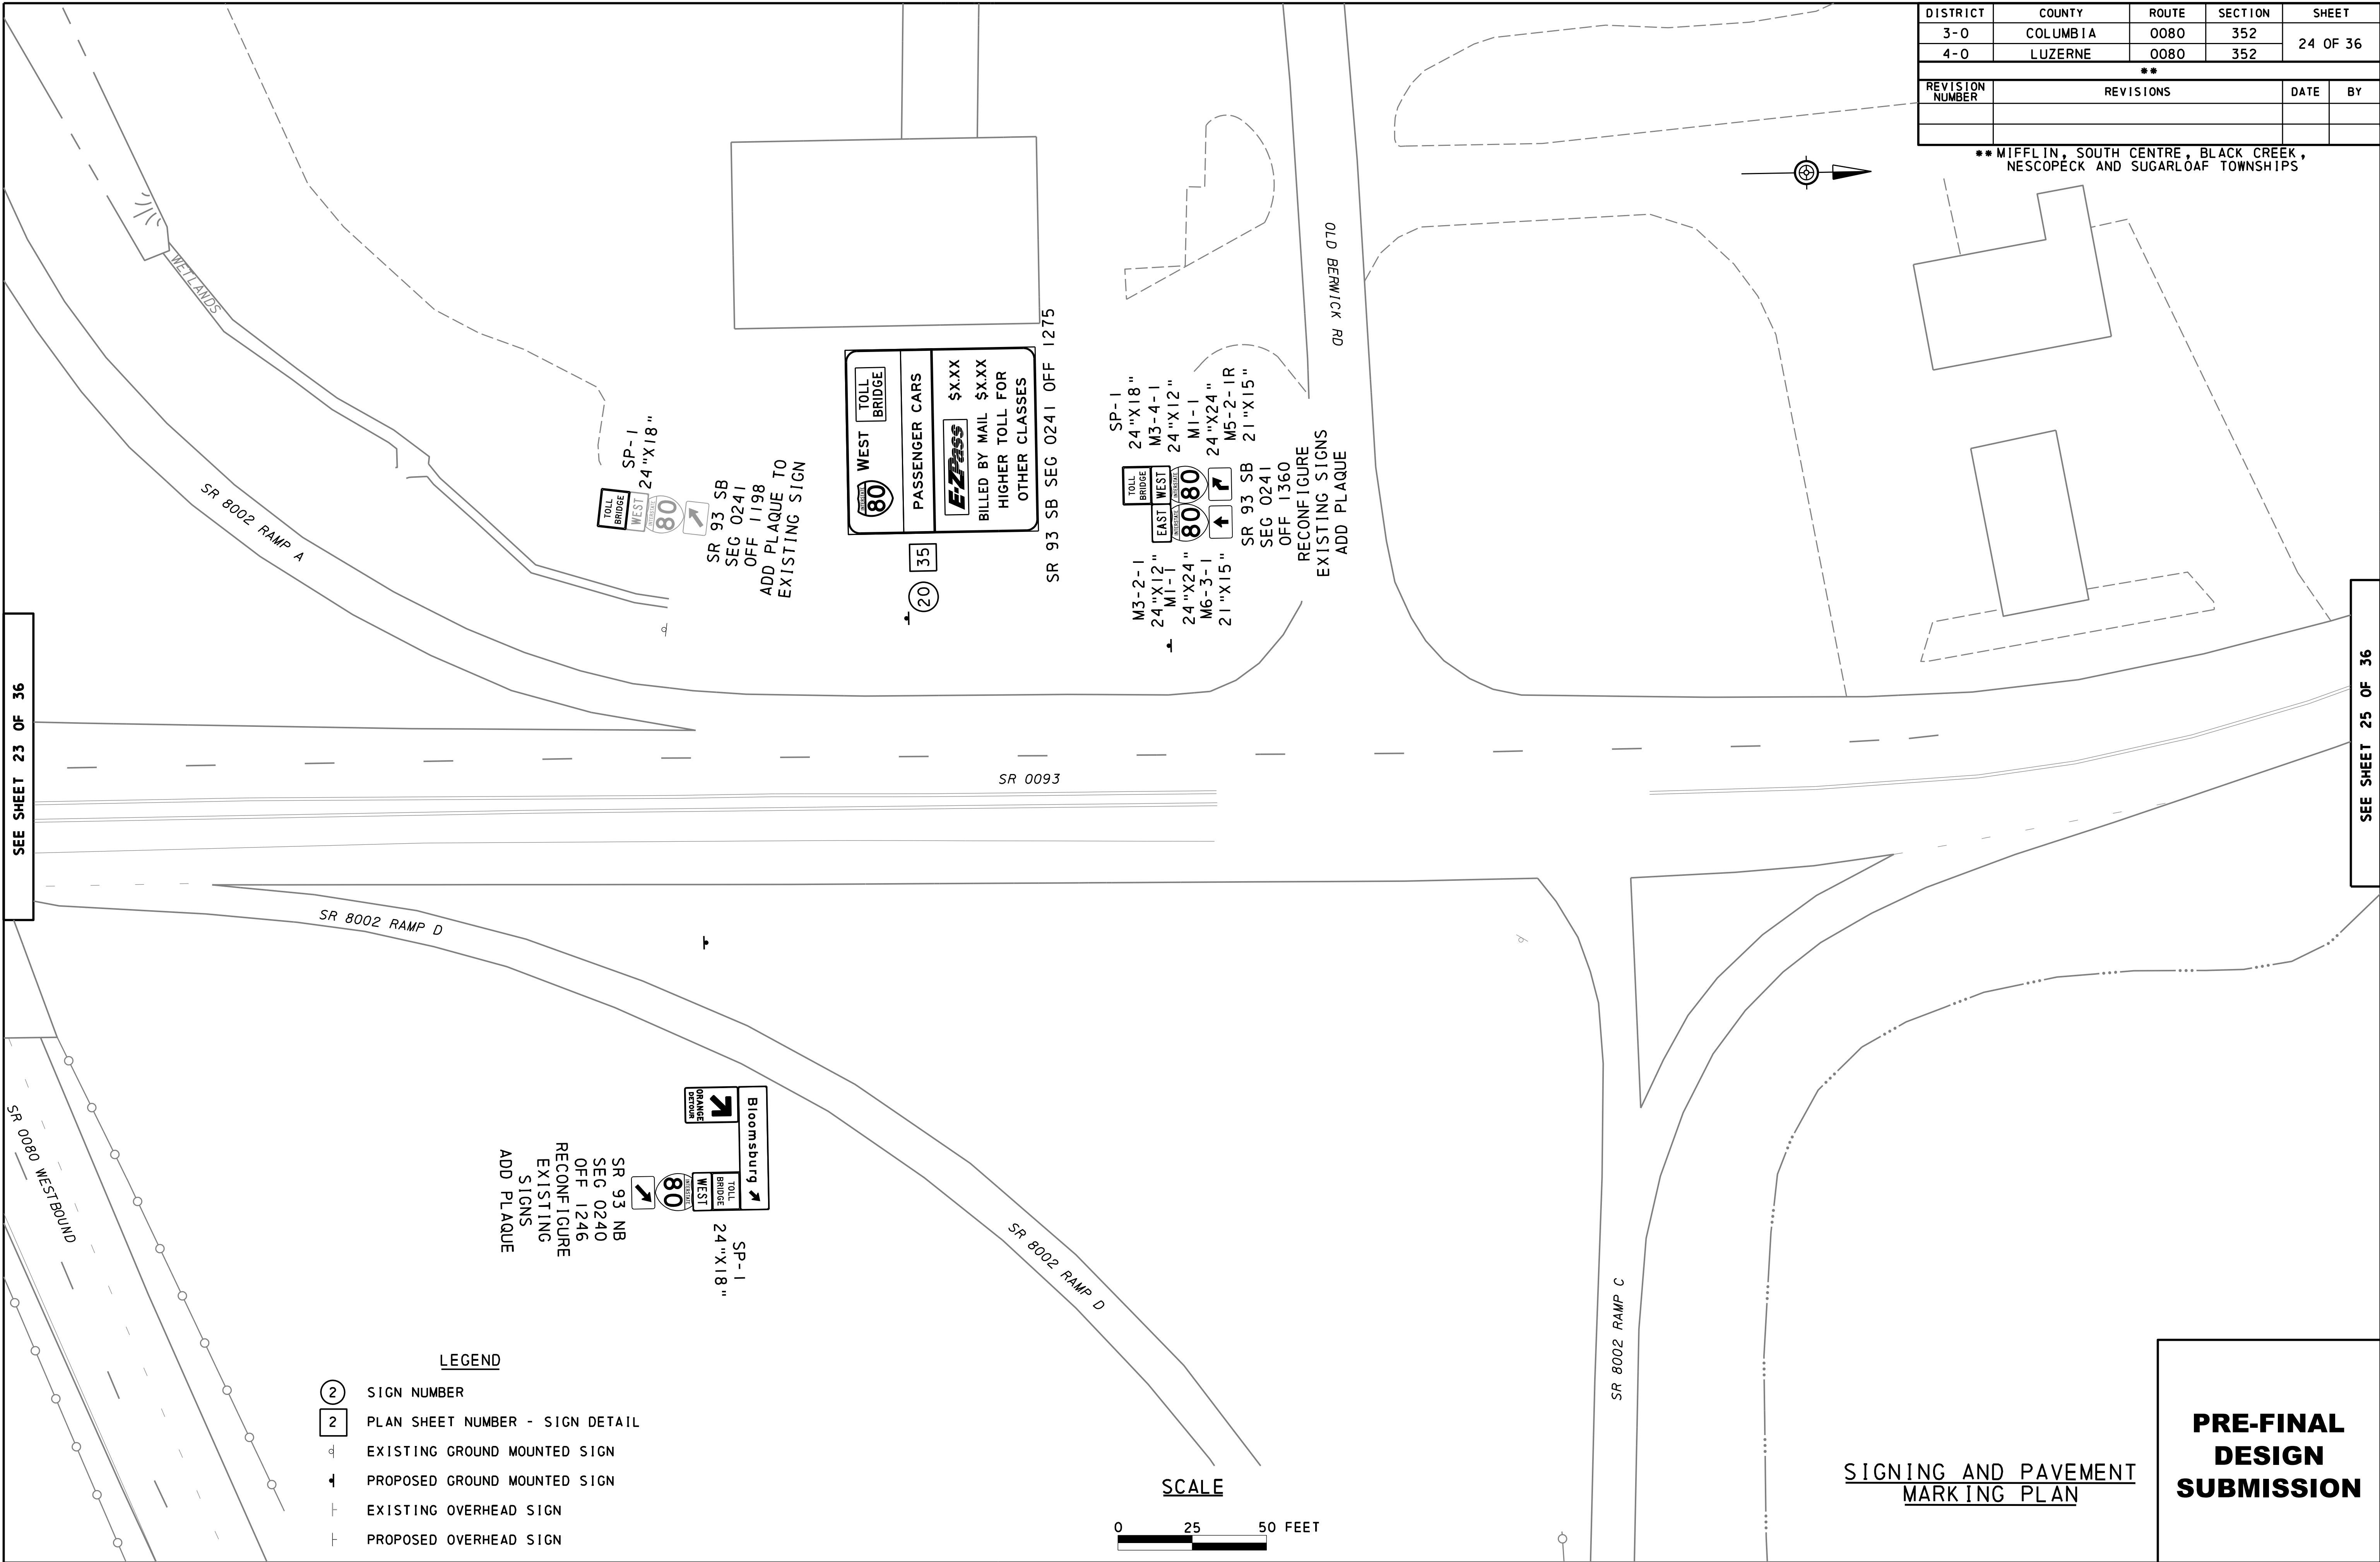 DISTRICT COUNTY ROUTE SECTION SHEET
3-0 COLUMBIA 0080 352 24 OF 36
4-0 LUZERNE 0080 352
**
REVISION NUMBER REVISIONS DATE BY
** MIFFLIN, SOUTH CENTRE, BLACK CREEK,
NESCOPECK AND SUGARLOAF TOWNSHIPS
WETLANDS
SR 8002 RAMP A
OLD BERWICK RD
SP-1
24"X18"
TOLL
BRIDGE
WEST
INTERSTATE
80
SR 93 SB
SEG 0241
OFF 1198
ADD PLAQUE TO
EXISTING SIGN
INTERSTATE
80
WEST
TOLL
BRIDGE
PASSENGER CARS
E-ZPass $X.XX
BILLED BY MAIL $X.XX
HIGHER TOLL FOR
OTHER CLASSES
20
35
SR 93 SB SEG 0241 OFF 1275
SP-1
24"X18"
M3-4-1
24"X12"
M1-1
24"X24"
M5-2-1R
21"X15"
TOLL
BRIDGE
EAST WEST
INTERSTATE INTERSTATE
80 80
M3-2-1
24"X12"
M1-1
24"X24"
M6-3-1
21"X15"
SR 93 SB
SEG 0241
OFF 1360
RECONFIGURE
EXISTING SIGNS
ADD PLAQUE
SEE SHEET 23 OF 36
SEE SHEET 25 OF 36
SR 0093
SR 8002 RAMP D
SR 0080 WESTBOUND
Bloomsburg
ORANGE
DETOUR
TOLL
BRIDGE
WEST
INTERSTATE
80
SP-1
24"X18"
SR 93 NB
SEG 0240
OFF 1246
RECONFIGURE
EXISTING
SIGNS
ADD PLAQUE
SR 8002 RAMP D
SR 8002 RAMP C
LEGEND
2 SIGN NUMBER
2 PLAN SHEET NUMBER - SIGN DETAIL
EXISTING GROUND MOUNTED SIGN
PROPOSED GROUND MOUNTED SIGN
EXISTING OVERHEAD SIGN
PROPOSED OVERHEAD SIGN
SCALE
0 25 50 FEET
SIGNING AND PAVEMENT
MARKING PLAN
PRE-FINAL
DESIGN
SUBMISSION